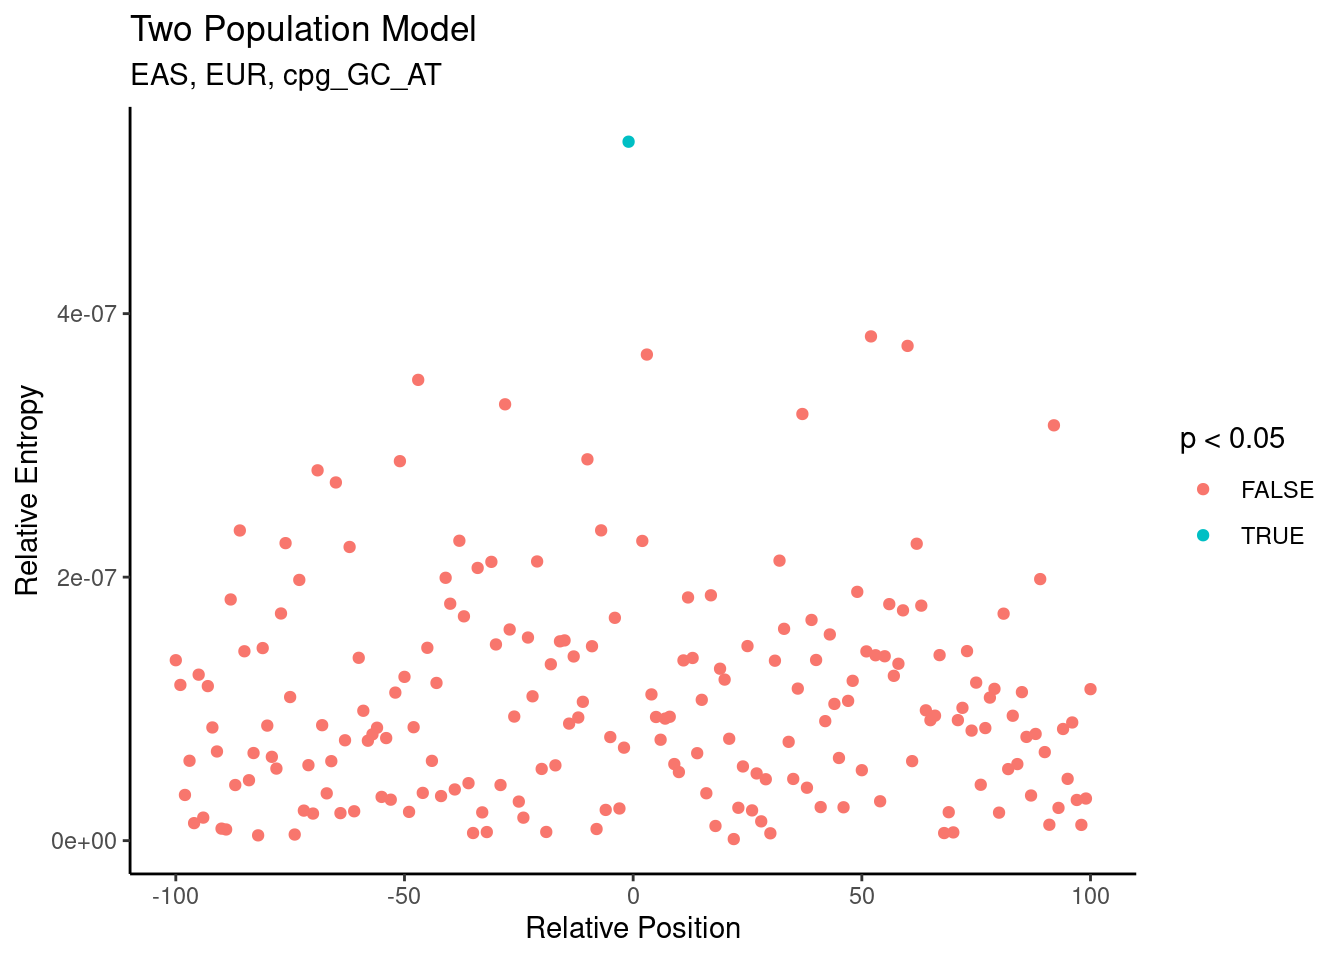 Two Population Model
EAS, EUR, cpg_GC_AT
Relative Entropy
4e-07
2e-07
0e+00
-100
-50
0
50
100
Relative Position
p < 0.05
FALSE
TRUE